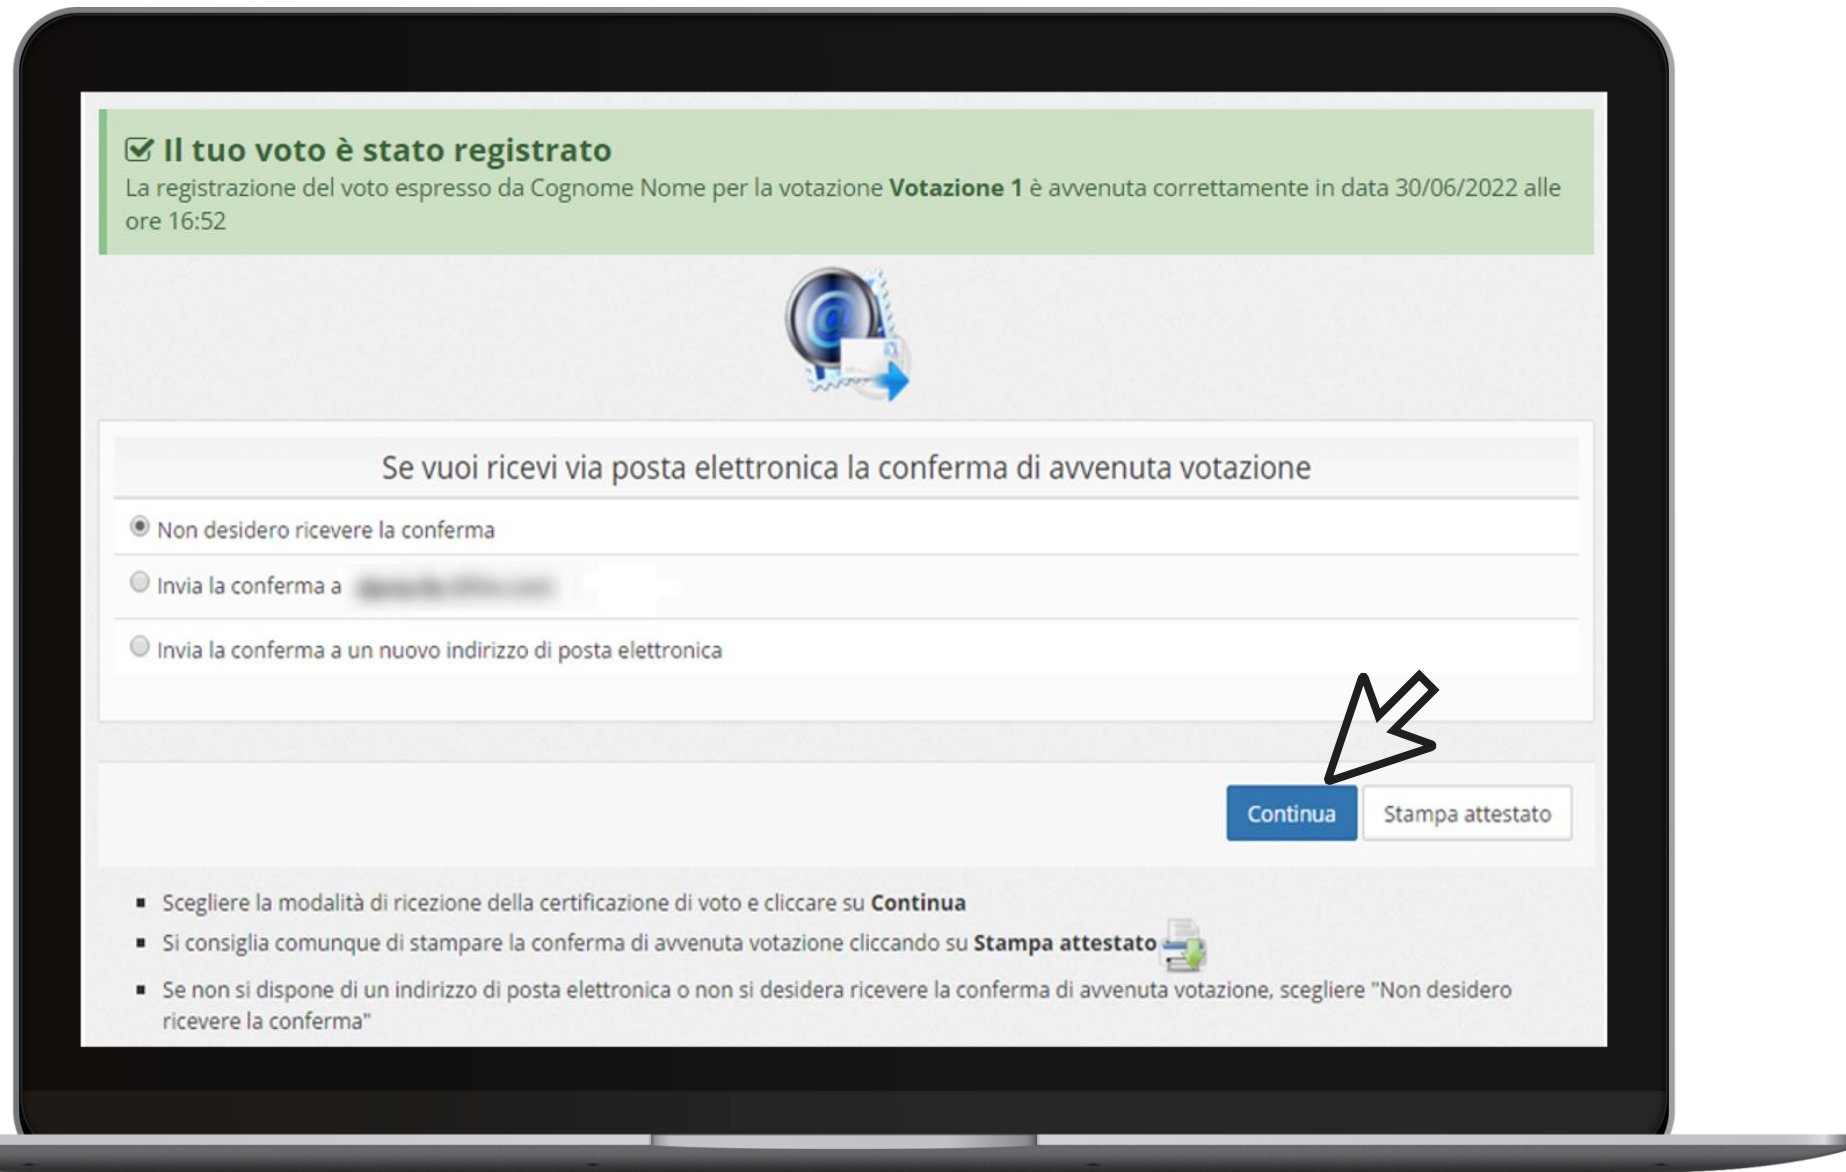 Il tuo voto è stato registrato
La registrazione del voto espresso da Cognome Nome per la votazione Votazione 1 è avvenuta correttamente in data 30/06/2022 alle
ore 16:52
Se vuoi ricevi via posta elettronica la conferma di avvenuta votazione
Non desidero ricevere la conferma
Invia la conferma a
Invia la conferma a un nuovo indirizzo di posta elettronica
Continua
Stampa attestato
Scegliere la modalità di ricezione della certificazione di voto e cliccare su Continua
Si consiglia comunque di stampare la conferma di avvenuta votazione cliccando su Stampa attestato
Se non si dispone di un indirizzo di posta elettronica o non si desidera ricevere la conferma di avvenuta votazione, scegliere "Non desidero
ricevere la conferma"